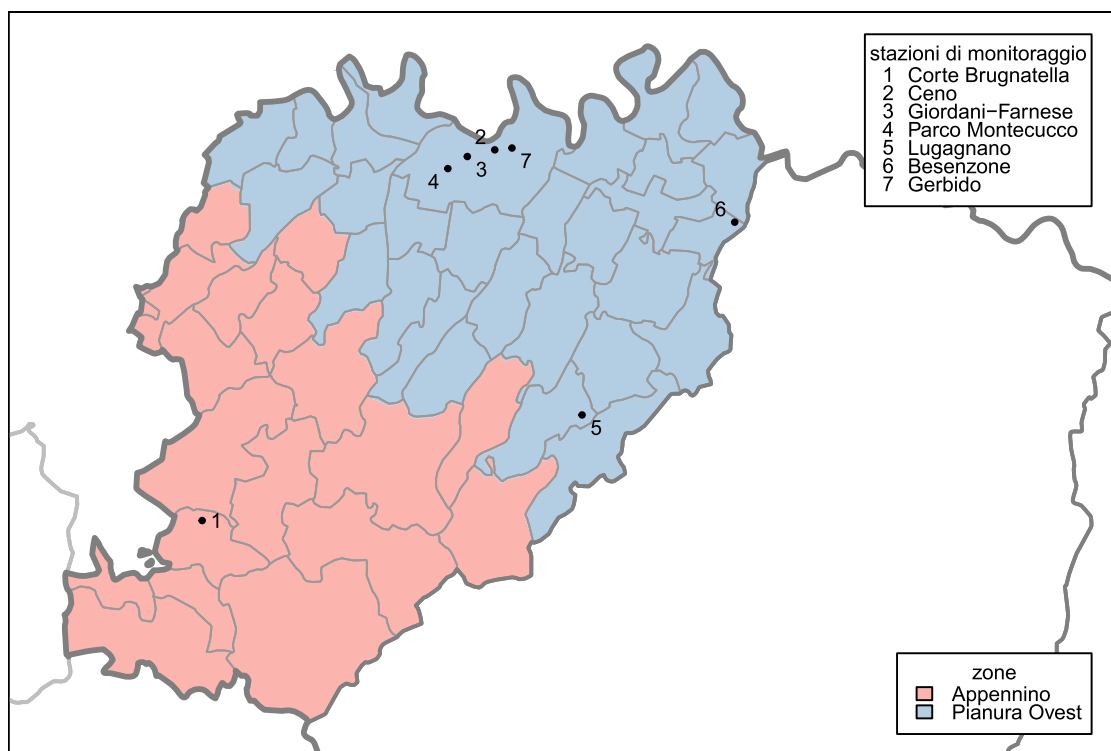 stazioni di monitoraggio
1 Corte Brugnatella
2 Ceno
3 Giordani−Farnese
4 Parco Montecucco
5 Lugagnano
6 Besenzone
7 Gerbido
2
7
3
4
6
5
1
zone
Appennino
Pianura Ovest